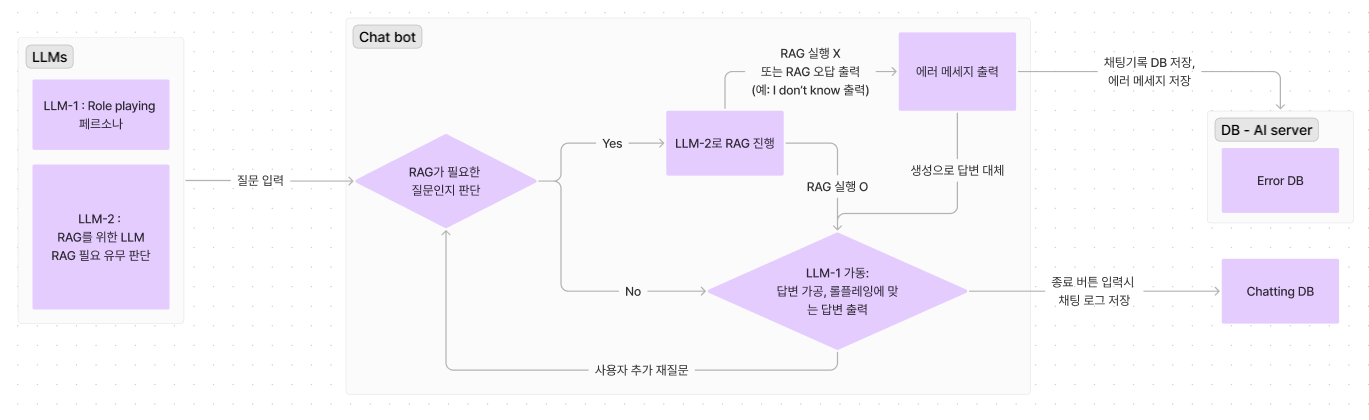 LLMs
LLM-1 : Role playing
페르소나
LLM-2 :
RAG를 위한 LLM
RAG 필요 유무 판단
질문 입력
Chat bot
RAG가 필요한
질문인지 판단
Yes
No
LLM-2로 RAG 진행
RAG 실행 X
또는 RAG 오답 출력
(예: I don't know 출력)
에러 메세지 출력
RAG 실행 O
생성으로 답변 대체
LLM-1 가동:
답변 가공, 롤플레잉에 맞
는 답변 출력
사용자 추가 재질문
채팅기록 DB 저장,
에러 메세지 저장
DB - AI server
Error DB
종료 버튼 입력시
채팅 로그 저장
Chatting DB